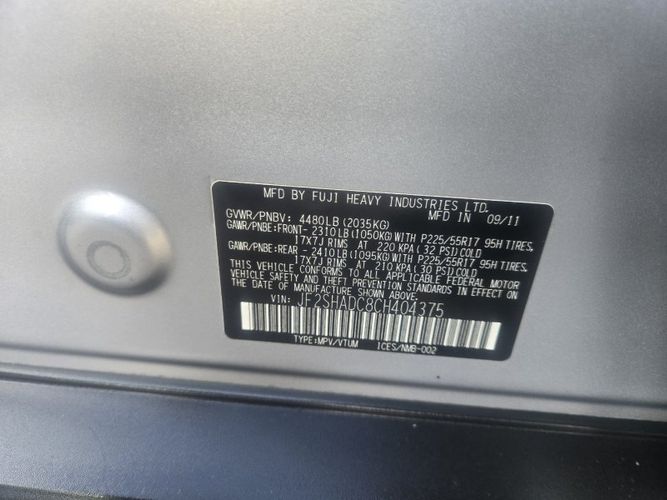 MFD BY FUJI HEAVY INDUSTRIES LTD.
GVWR/PNBV: 4480LB (2035KG) MFD IN 09/11
GAWR/PNBE:FRONT- 2310LB (1050KG) WITH P225/55R17 95H TIRES,
17X7J RIMS AT 220 KPA ( 32 PSI) COLD
GAWR/PNBE:REAR - 2410LB (1095KG) WITH P225/55R17 95H TIRES,
17X7J RIMS AT 210 KPA ( 30 PSI) COLD
THIS VEHICLE CONFORMS TO ALL APPLICABLE FEDERAL MOTOR
VEHICLE SAFETY AND THEFT PREVENTION STANDARDS IN EFFECT ON
THE DATE OF MANUFACTURE SHOWN ABOVE.
VIN: JF2SHADC8CH404375
TYPE:MPV/VTUM ICES/NMB-002